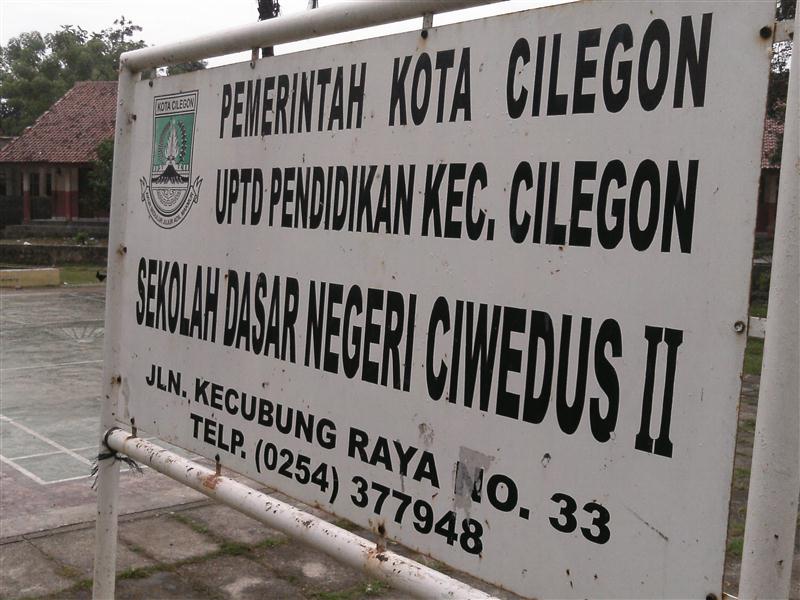 KOTA CILEGON
PEMERINTAH KOTA CILEGON
UPTD PENDIDIKAN KEC. CILEGON
SEKOLAH DASAR NEGERI CIWEDUS II
JLN. KECUBUNG RAYA NO. 33
TELP. (0254) 377948